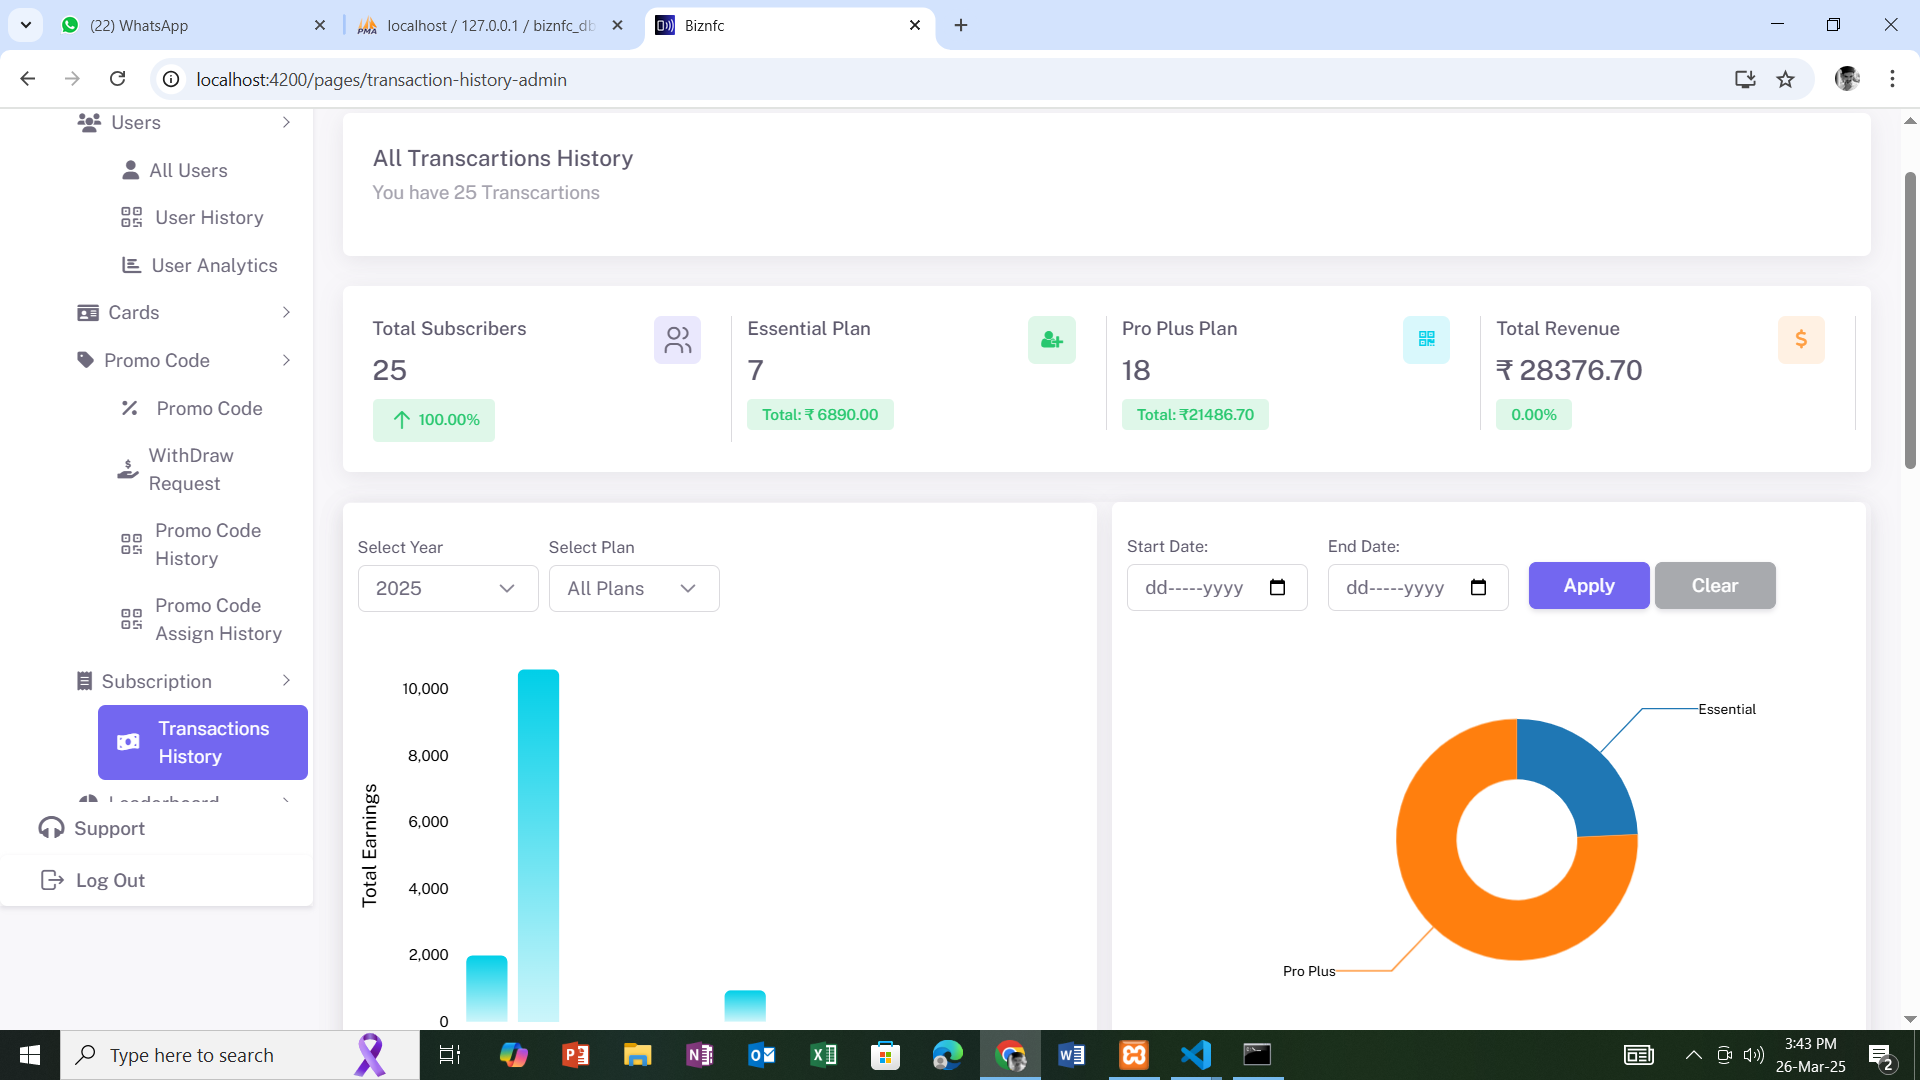 (22) WhatsApp
localhost / 127.0.0.1 / biznfc_db
Biznfc
localhost:4200/pages/transaction-history-admin
Users
All Users
User History
User Analytics
Cards
Promo Code
Promo Code
WithDraw
Request
Promo Code
History
Promo Code
Assign History
Subscription
Transactions
History
Leaderboard
Support
Log Out
All Transcartions History
You have 25 Transcartions
Total Subscribers
25
100.00%
Essential Plan
7
Total: ₹ 6890.00
Pro Plus Plan
18
Total: ₹21486.70
Total Revenue
₹ 28376.70
0.00%
Select Year
2025
Select Plan
All Plans
Total Earnings
10,000
8,000
6,000
4,000
2,000
0
Start Date:
dd-----yyyy
End Date:
dd-----yyyy
Apply
Clear
Essential
Pro Plus
Type here to search
3:43 PM
26-Mar-25
2